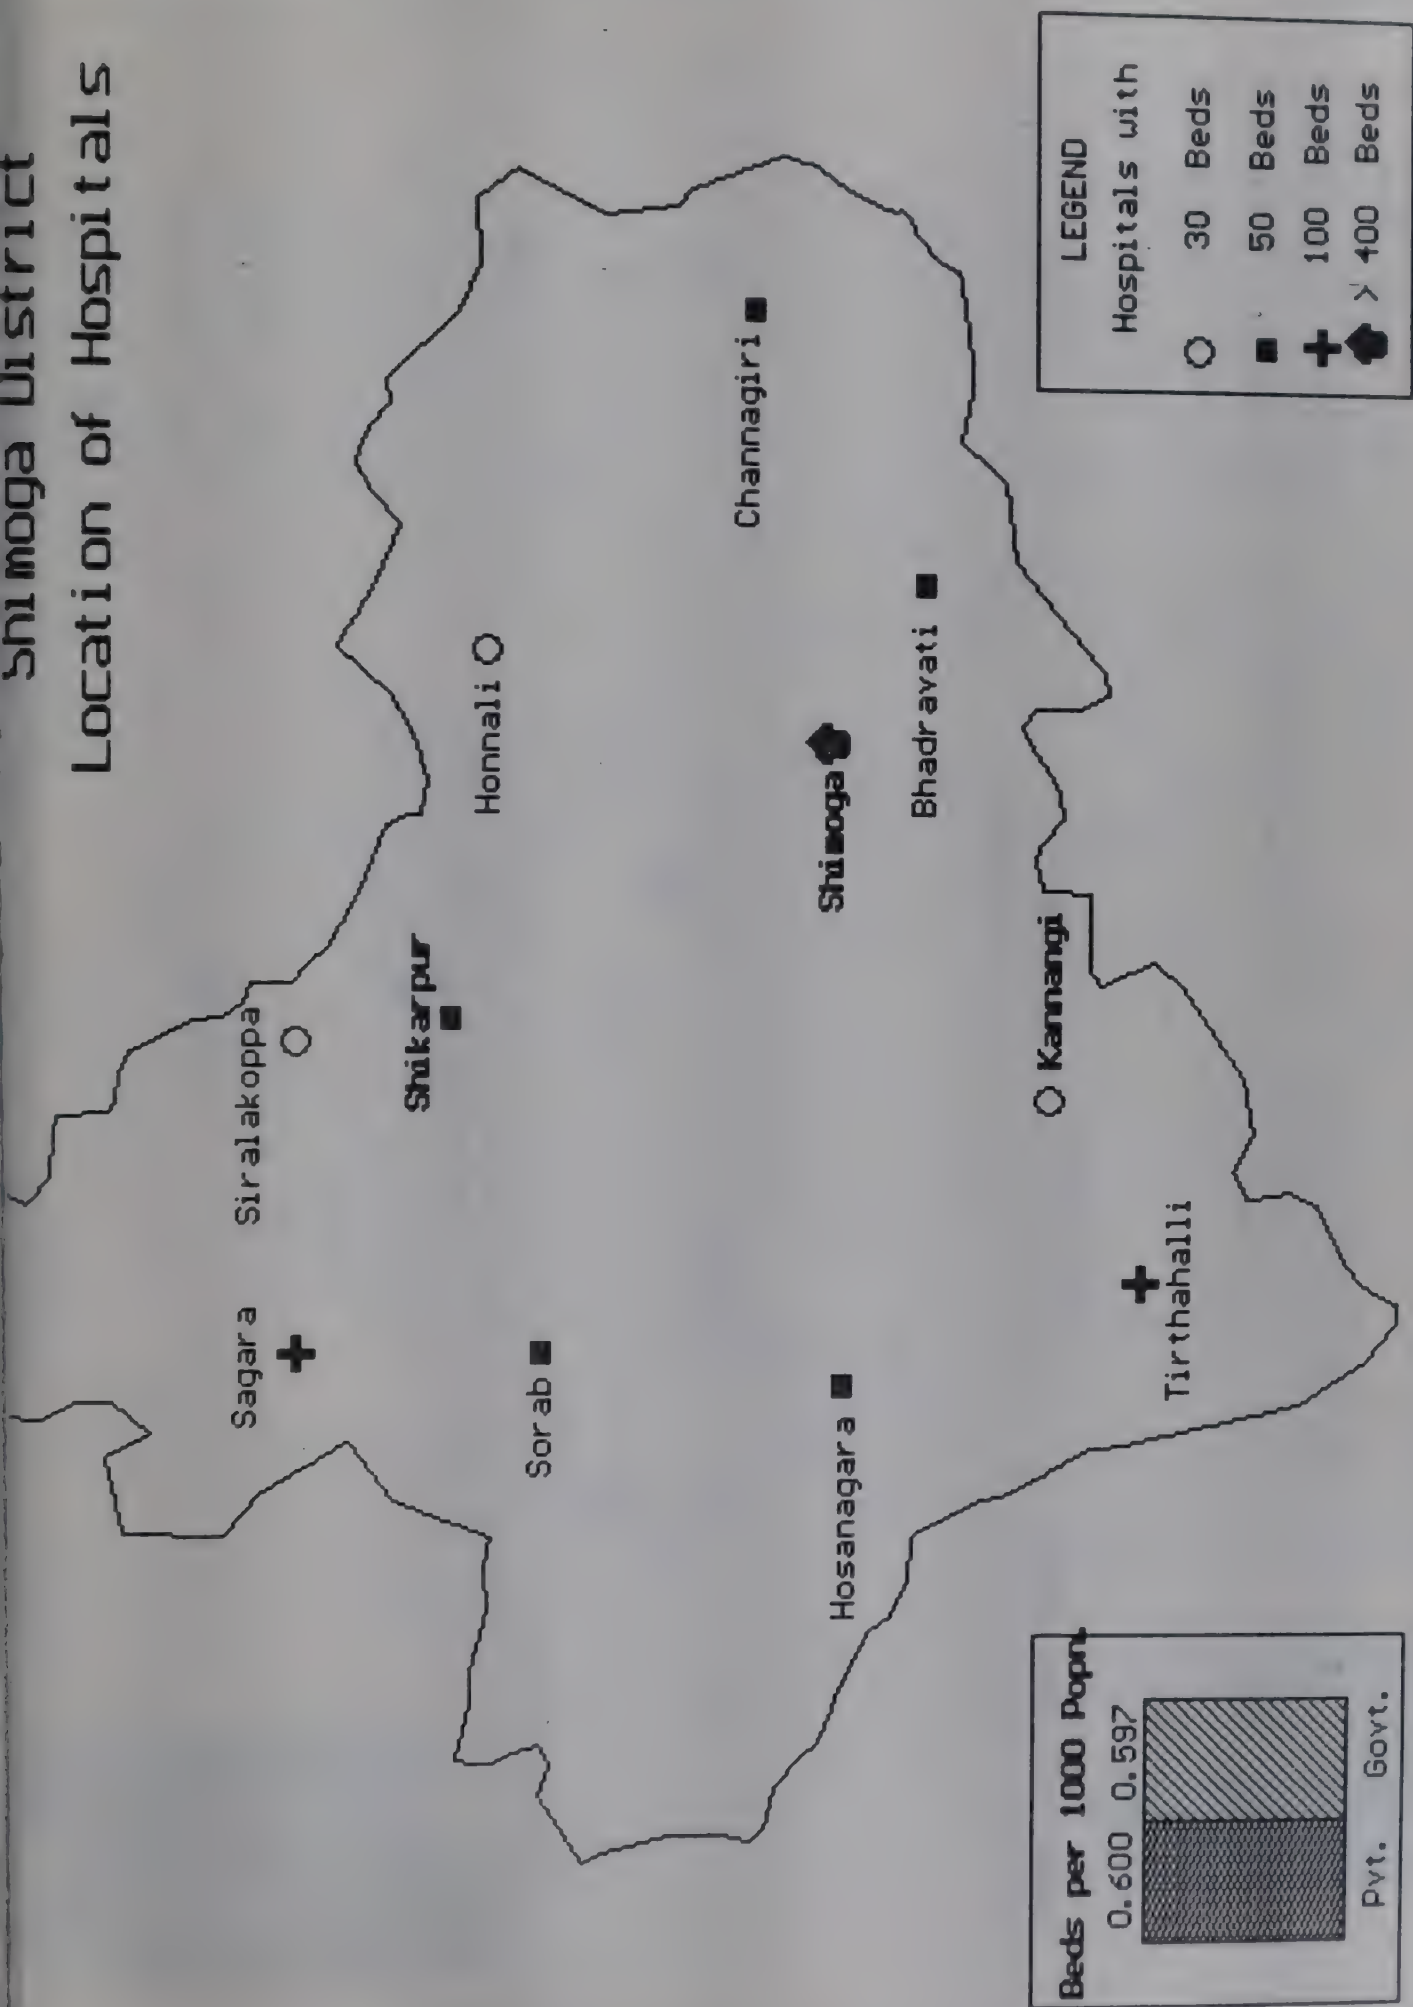 Shimoga District
Location of Hospitals
Sagara
Siralakoppa
Shikarpur
Honnali
Sorab
Channagiri
Shimoga
Hosanagara
Bhadravati
Kannangi
Tirthahalli
Beds per 1000 Popn.
0.600 0.597
Pvt. Govt.
LEGEND
Hospitals with
30 Beds
50 Beds
100 Beds
> 400 Beds